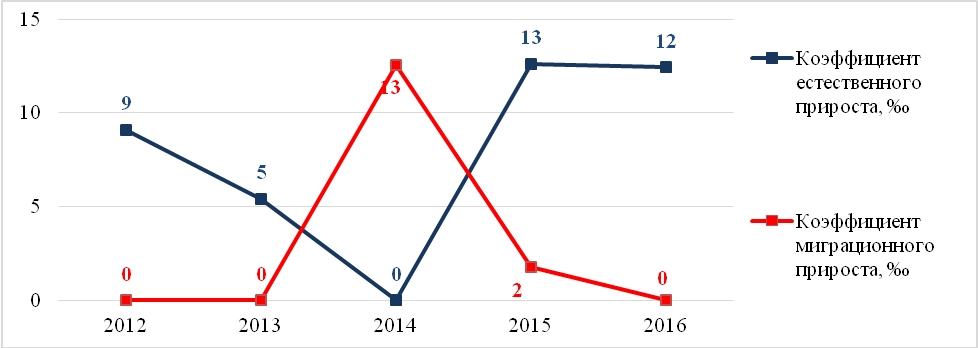 15
10
5
0
9
5
0
13
12
0
0
13
2
0
2012 2013 2014 2015 2016
Коэффициент
естественного
прироста, ‰
Коэффициент
миграционного
прироста, ‰